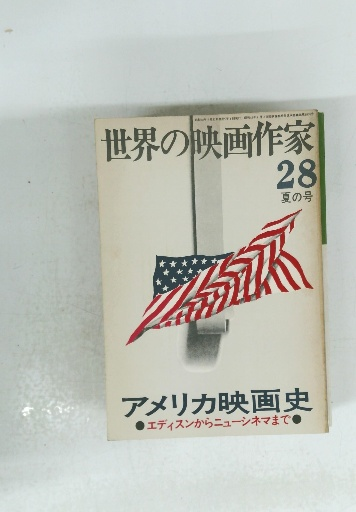 世界の映画作家
28
夏の号
アメリカ映画史
●エディスンからニューシネマまで●